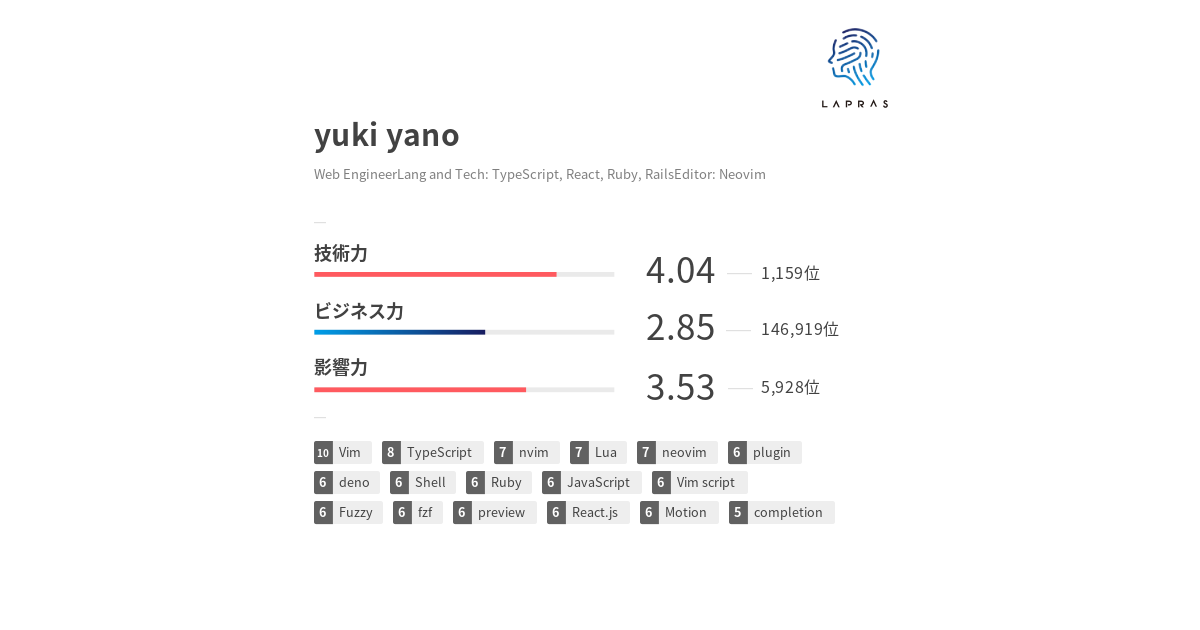 LAPRAS
yuki yano
Web EngineerLang and Tech: TypeScript, React, Ruby, RailsEditor: Neovim
技術力 4.04 1,159位
ビジネス力 2.85 146,919位
影響力 3.53 5,928位
10 Vim 8 TypeScript 7 nvim 7 Lua 7 neovim 6 plugin
6 deno 6 Shell 6 Ruby 6 JavaScript 6 Vim script
6 Fuzzy 6 fzf 6 preview 6 React.js 6 Motion 5 completion